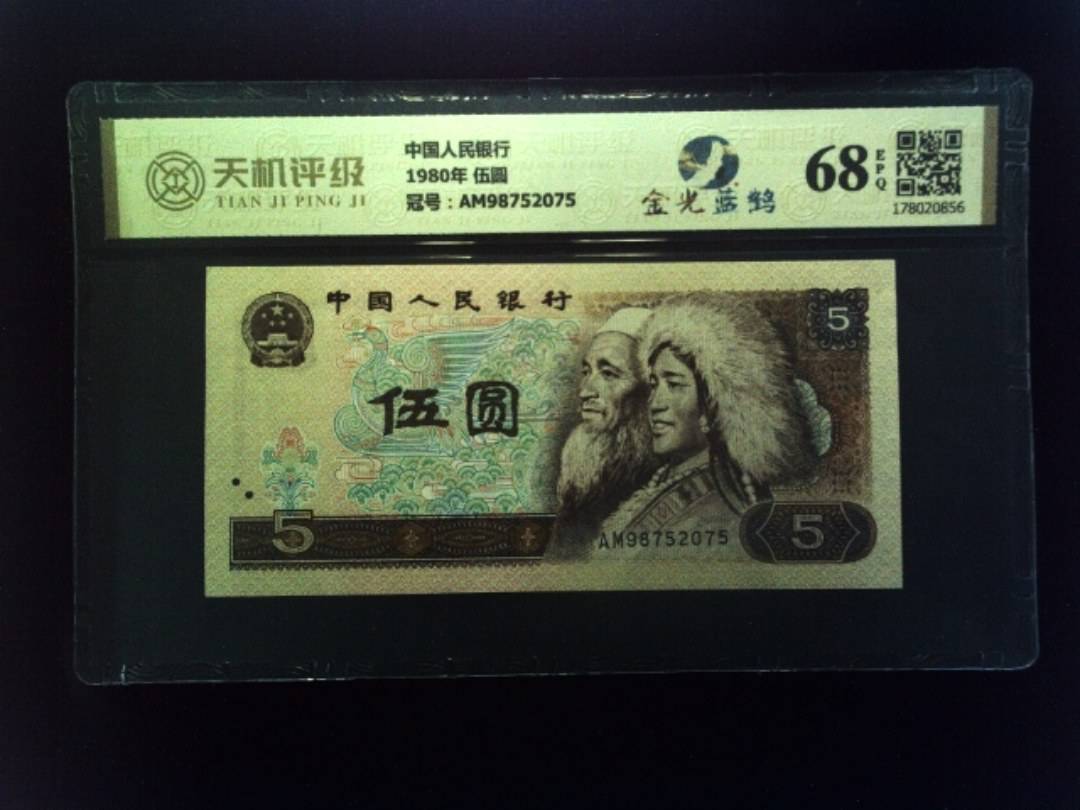 天机评级
TIAN JI PING JI
中国人民银行
1980年 伍圆
冠号：AM98752075
金光蓝鹤
68
EPQ
178020856
中国人民银行
5
伍圆
5
AM98752075
5